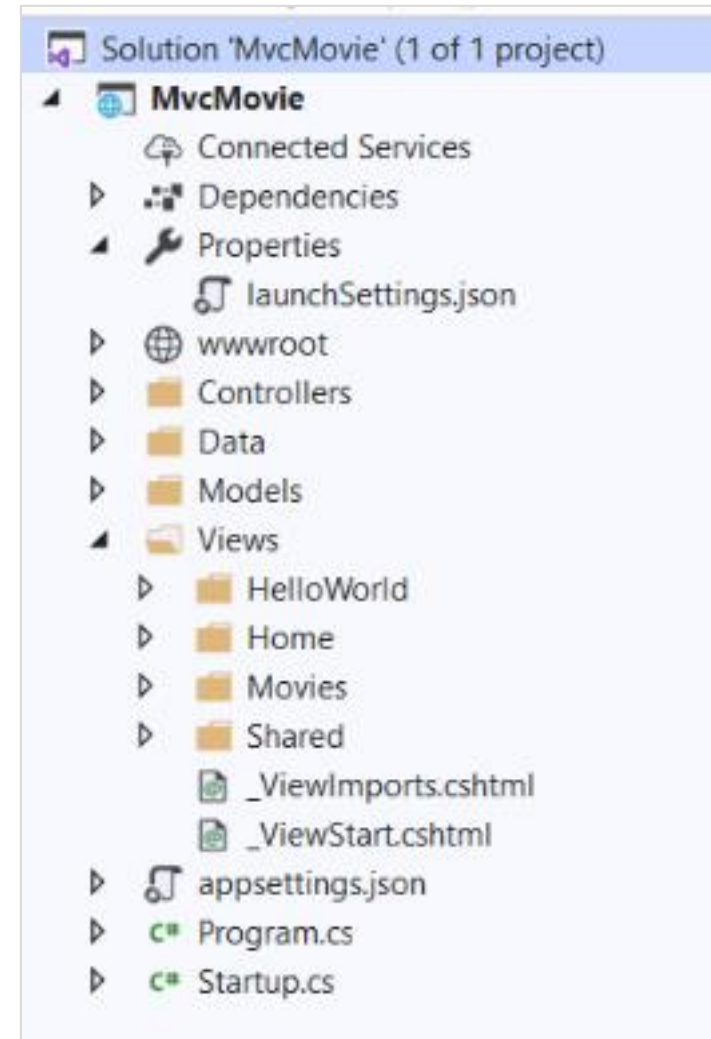 Solution 'MvcMovie' (1 of 1 project)
MvcMovie
Connected Services
Dependencies
Properties
launchSettings.json
wwwroot
Controllers
Data
Models
Views
HelloWorld
Home
Movies
Shared
_ViewImports.cshtml
_ViewStart.cshtml
appsettings.json
C# Program.cs
C# Startup.cs